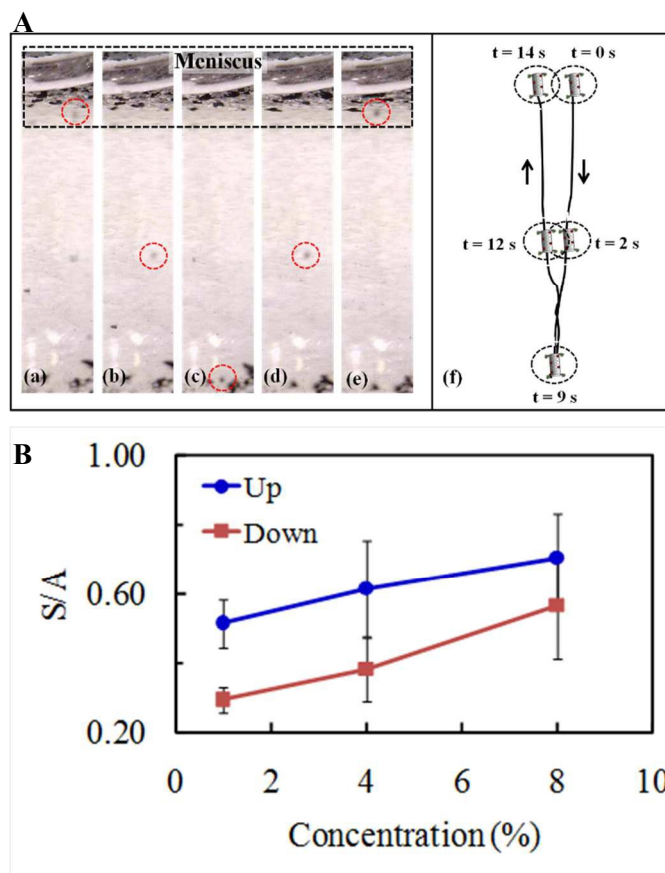 A
Meniscus
(a)
(b)
(c)
(d)
(e)
t = 14 s
t = 0 s
t = 12 s
t = 2 s
(f)
t = 9 s
B
1.00
Up
Down
S/A
0.60
0.20
0
2
4
6
8
10
Concentration (%)